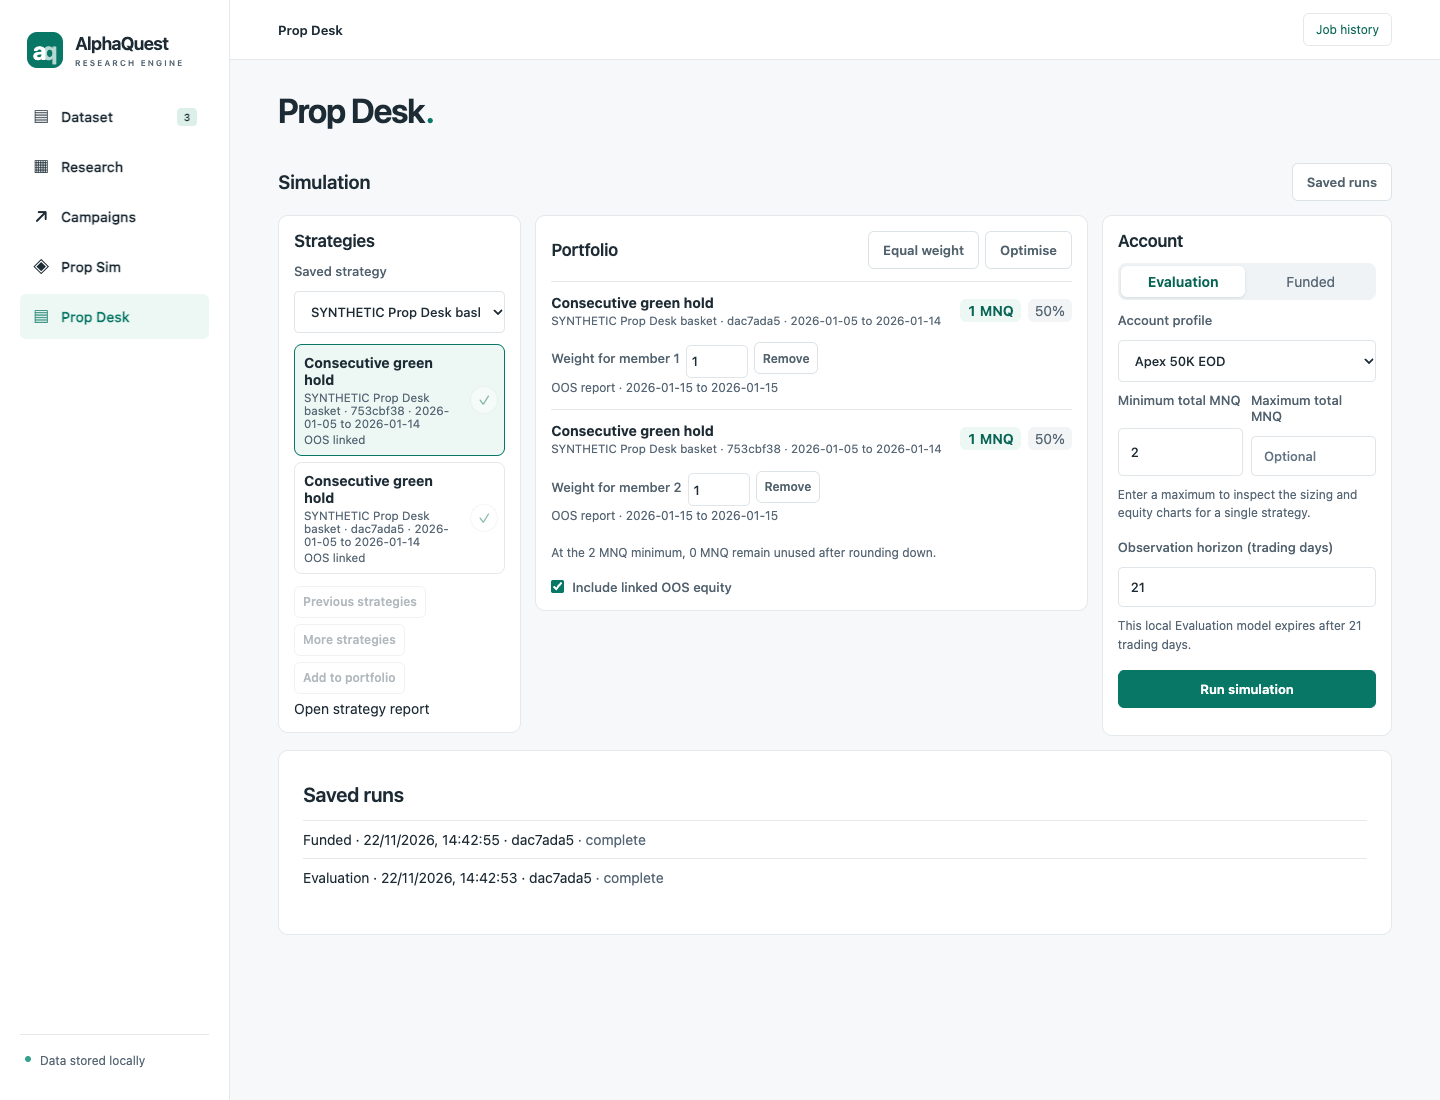 aq
AlphaQuest
RESEARCH ENGINE
Dataset
3
Research
Campaigns
Prop Sim
Prop Desk
Data stored locally
Prop Desk
Job history
Prop Desk.
Simulation
Saved runs
Strategies
Saved strategy
SYNTHETIC Prop Desk basl
Consecutive green
hold
SYNTHETIC Prop Desk
basket · 753cbf38 · 2026-
01-05 to 2026-01-14
OOS linked
Consecutive green
hold
SYNTHETIC Prop Desk
basket · dac7ada5 · 2026-
01-05 to 2026-01-14
OOS linked
Previous strategies
More strategies
Add to portfolio
Open strategy report
Portfolio
Equal weight
Optimise
Consecutive green hold
SYNTHETIC Prop Desk basket · dac7ada5 · 2026-01-05 to 2026-01-14
1 MNQ
50%
Weight for member 1
1
Remove
OOS report · 2026-01-15 to 2026-01-15
Consecutive green hold
SYNTHETIC Prop Desk basket · 753cbf38 · 2026-01-05 to 2026-01-14
1 MNQ
50%
Weight for member 2
1
Remove
OOS report · 2026-01-15 to 2026-01-15
At the 2 MNQ minimum, 0 MNQ remain unused after rounding down.
Include linked OOS equity
Account
Evaluation
Funded
Account profile
Apex 50K EOD
Minimum total MNQ
2
Maximum total
MNQ
Optional
Enter a maximum to inspect the sizing and
equity charts for a single strategy.
Observation horizon (trading days)
21
This local Evaluation model expires after 21
trading days.
Run simulation
Saved runs
Funded · 22/11/2026, 14:42:55 · dac7ada5 · complete
Evaluation · 22/11/2026, 14:42:53 · dac7ada5 · complete